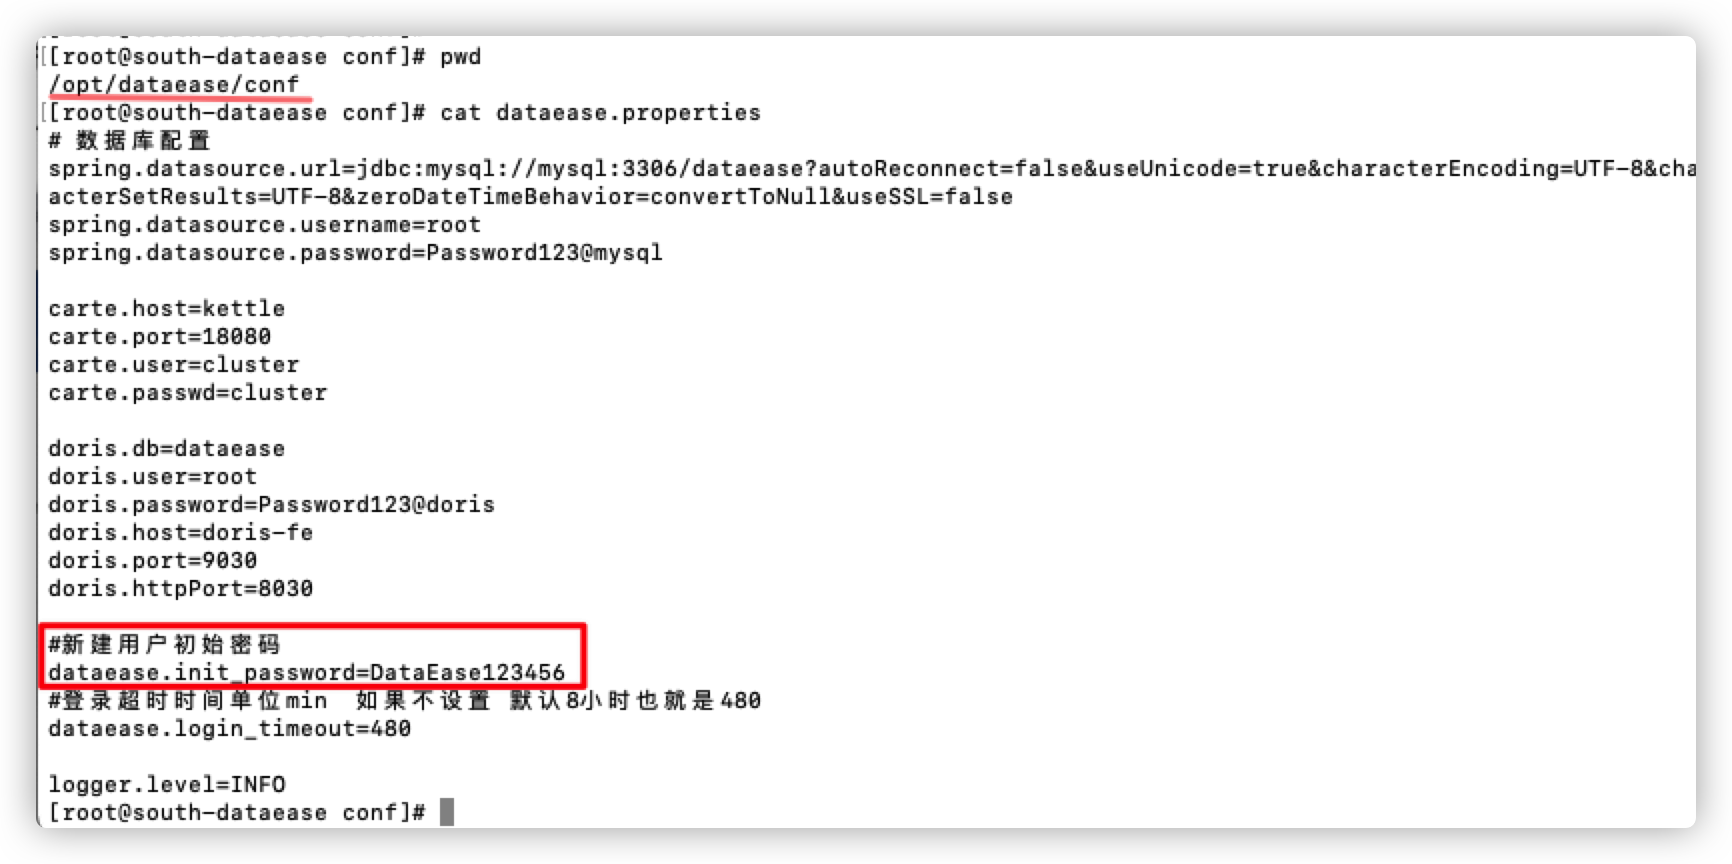 [[root@south-dataease conf]# pwd
/opt/dataease/conf
[[root@south-dataease conf]# cat dataease.properties
# 数据库配置
spring.datasource.url=jdbc:mysql://mysql:3306/dataease?autoReconnect=false&useUnicode=true&characterEncoding=UTF-8&cha
acterSetResults=UTF-8&zeroDateTimeBehavior=convertToNull&useSSL=false
spring.datasource.username=root
spring.datasource.password=Password123@mysql
carte.host=kettle
carte.port=18080
carte.user=cluster
carte.passwd=cluster
doris.db=dataease
doris.user=root
doris.password=Password123@doris
doris.host=doris-fe
doris.port=9030
doris.httpPort=8030
#新建用户初始密码
dataease.init_password=DataEase123456
#登录超时时间单位min  如果不设置 默认8小时也就是480
dataease.login_timeout=480
logger.level=INFO
[root@south-dataease conf]#